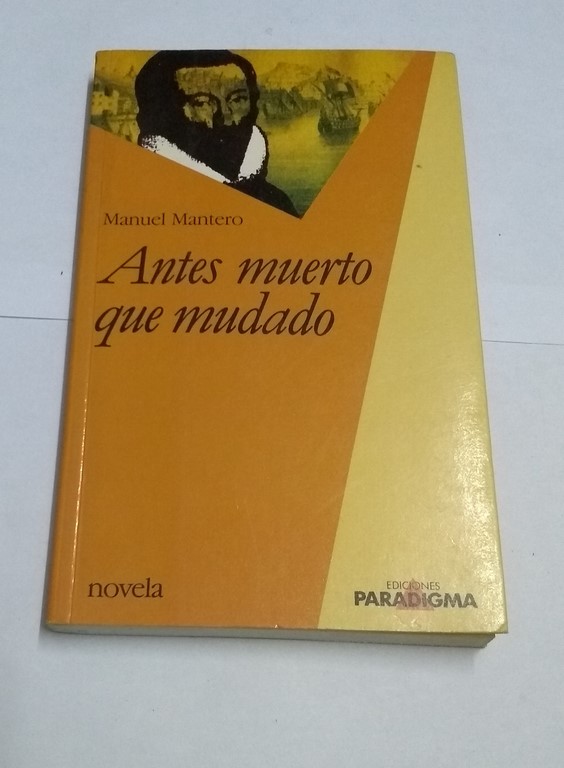 Manuel Mantero
Antes muerto
que mudado
novela
EDICIONES
PARADIGMA